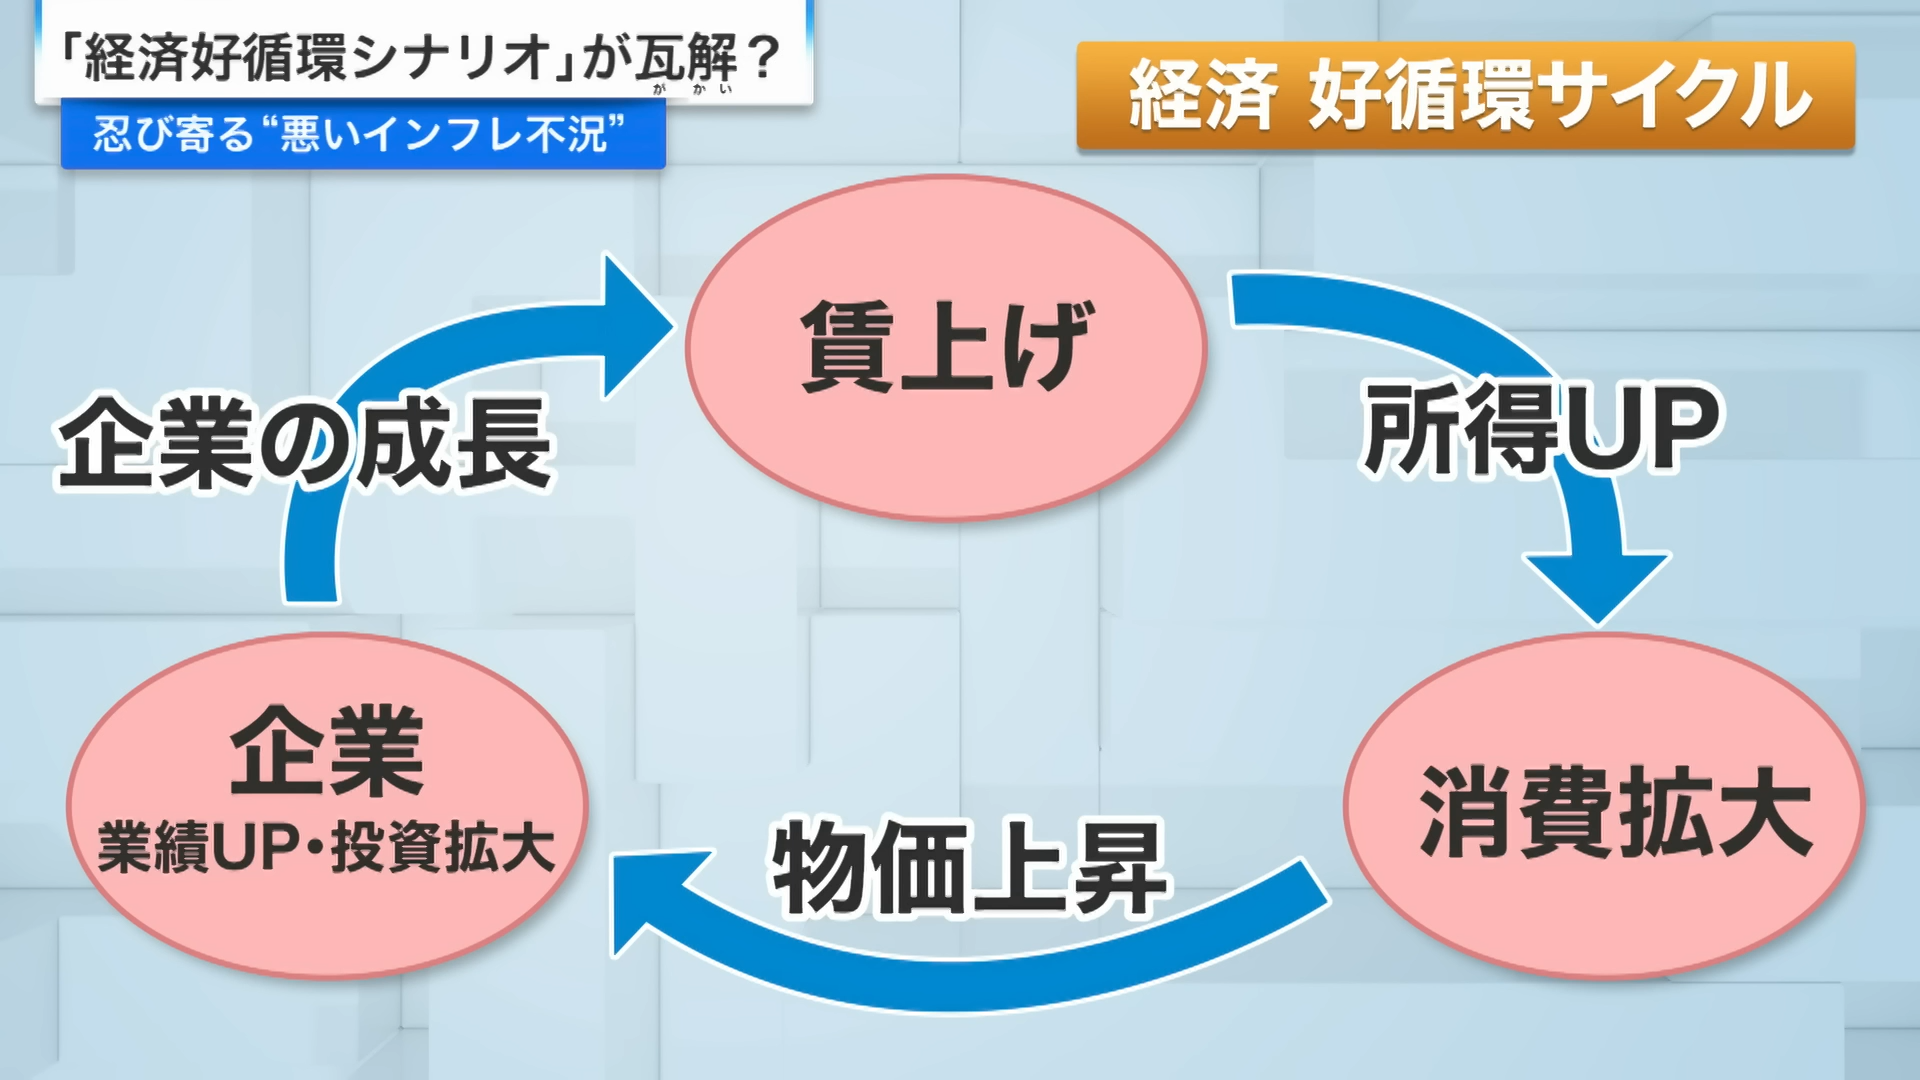 「経済好循環シナリオ」が瓦解？
がかい
忍び寄る“悪いインフレ不況”
経済 好循環サイクル
賃上げ
所得UP
消費拡大
物価上昇
企業
業績UP・投資拡大
企業の成長